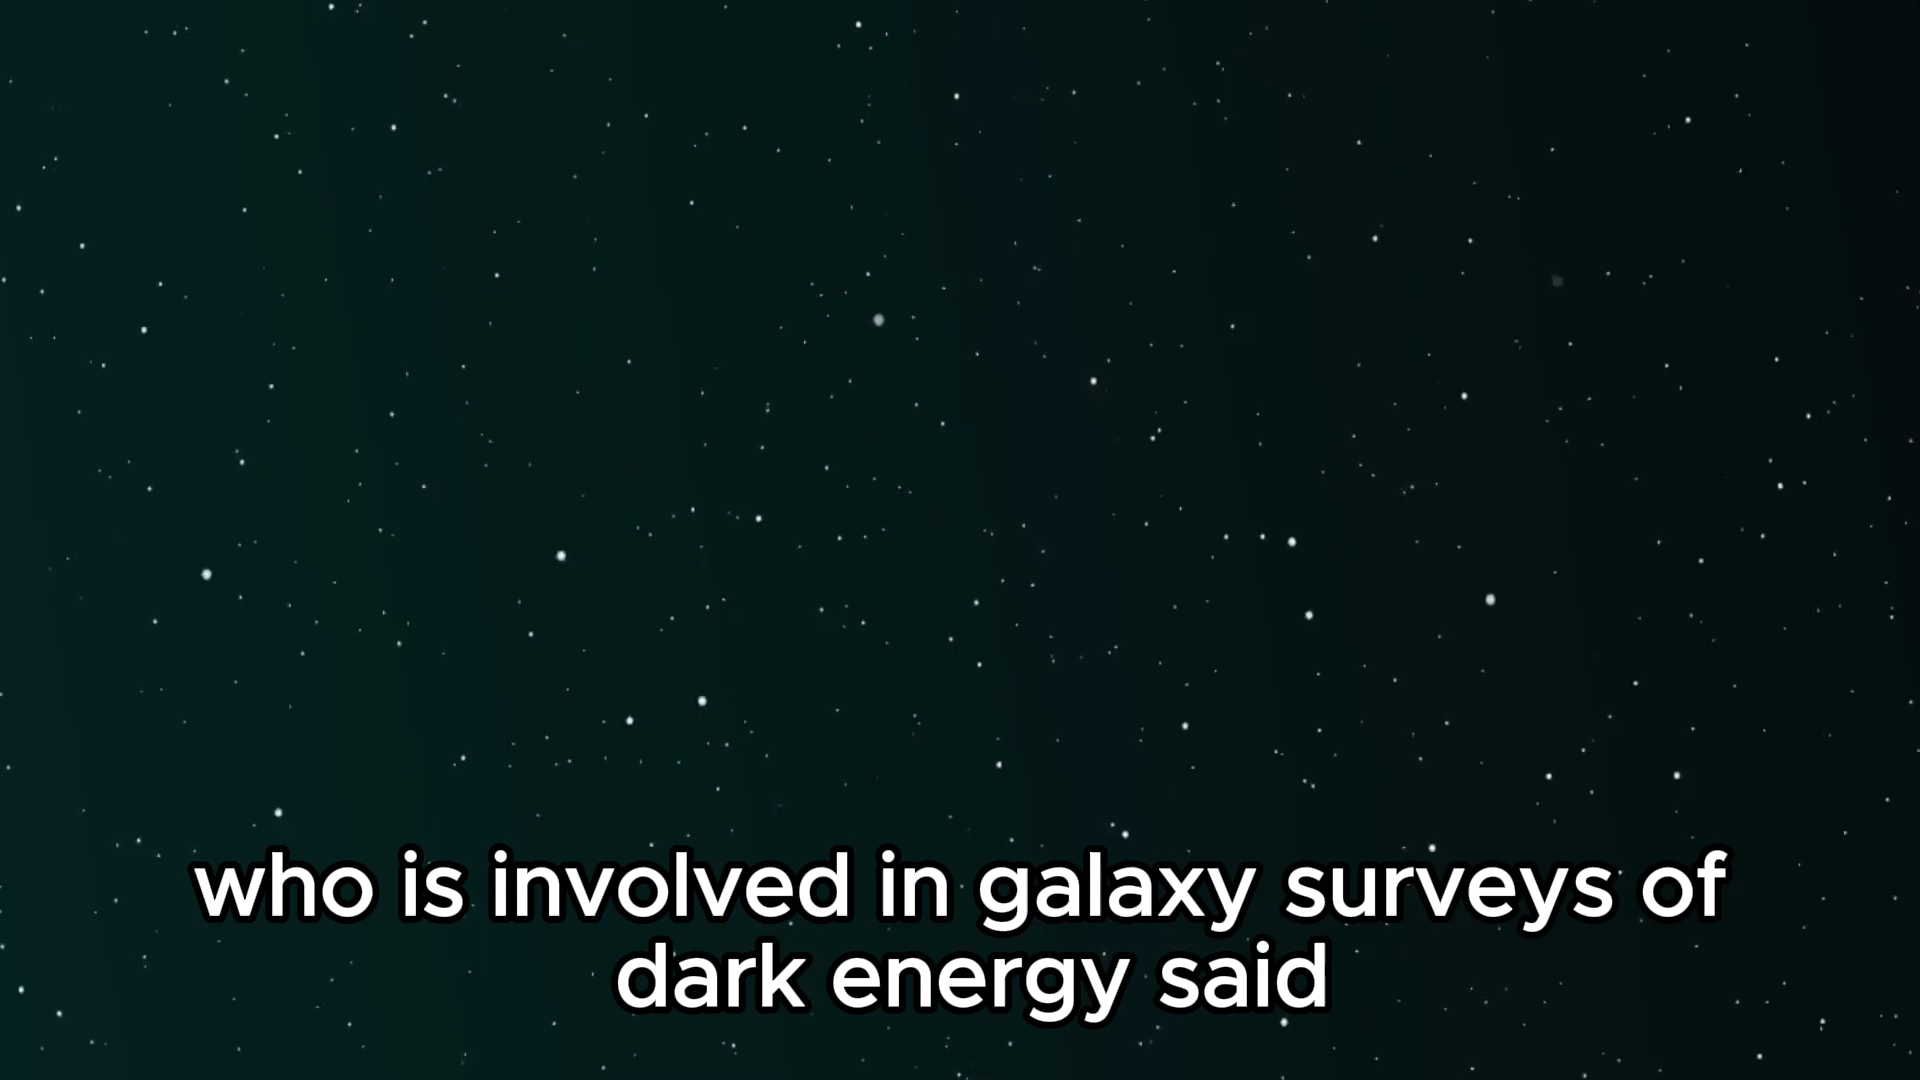 who is involved in galaxy surveys of
dark energy said